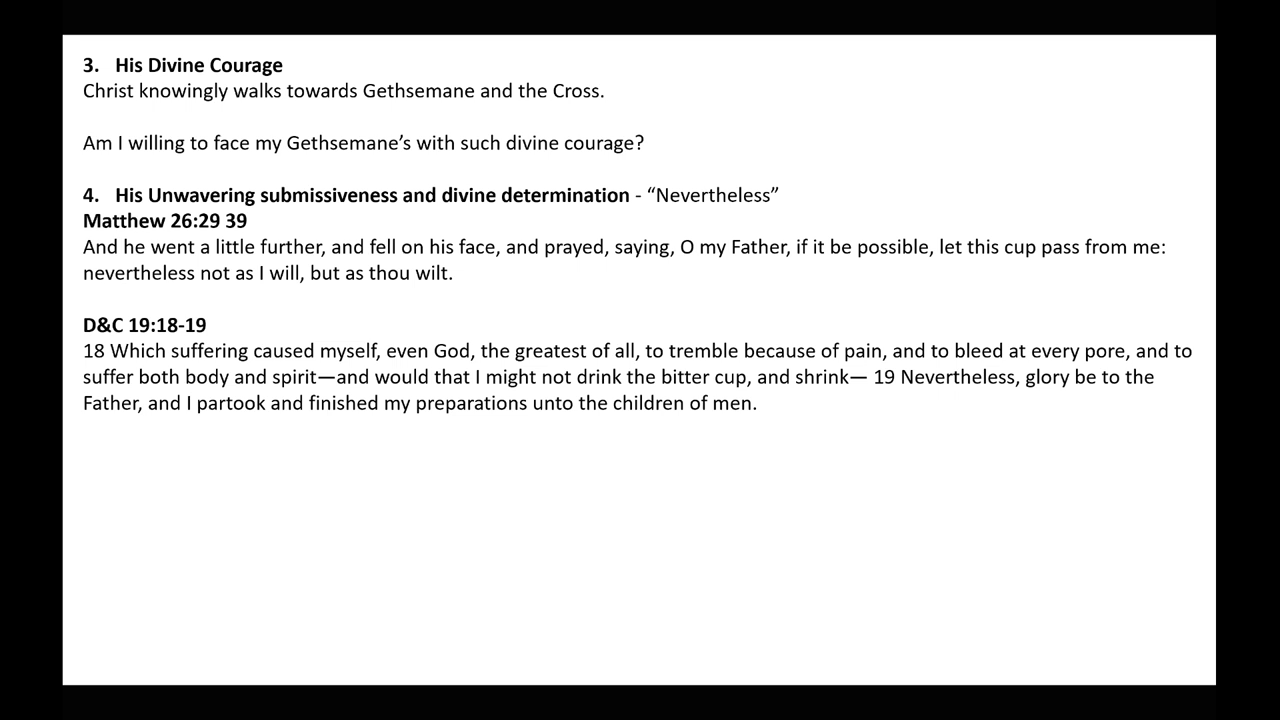 3. His Divine Courage
Christ knowingly walks towards Gethsemane and the Cross.
Am I willing to face my Gethsemane’s with such divine courage?
4. His Unwavering submissiveness and divine determination - “Nevertheless”
Matthew 26:29 39
And he went a little further, and fell on his face, and prayed, saying, O my Father, if it be possible, let this cup pass from me:
nevertheless not as I will, but as thou wilt.
D&C 19:18-19
18 Which suffering caused myself, even God, the greatest of all, to tremble because of pain, and to bleed at every pore, and to
suffer both body and spirit—and would that I might not drink the bitter cup, and shrink— 19 Nevertheless, glory be to the
Father, and I partook and finished my preparations unto the children of men.